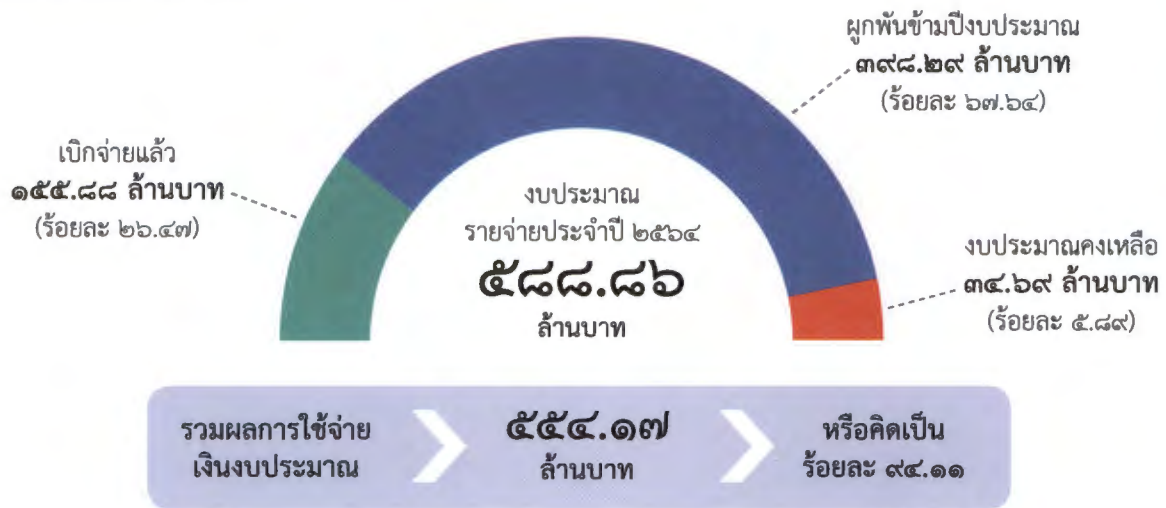 ผูกพันข้ามปีงบประมาณ
๓๙๘.๒๙ ล้านบาท
(ร้อยละ ๖๗.๖๔)
เบิกจ่ายแล้ว
๑๕๕.๘๘ ล้านบาท
(ร้อยละ ๒๖.๔๗)
งบประมาณ
รายจ่ายประจำปี ๒๕๖๔
๕๘๘.๘๖
ล้านบาท
งบประมาณคงเหลือ
๓๔.๖๙ ล้านบาท
(ร้อยละ ๕.๘๙)
รวมผลการใช้จ่าย
เงินงบประมาณ
๕๕๔.๑๗
ล้านบาท
หรือคิดเป็น
ร้อยละ ๙๔.๑๑